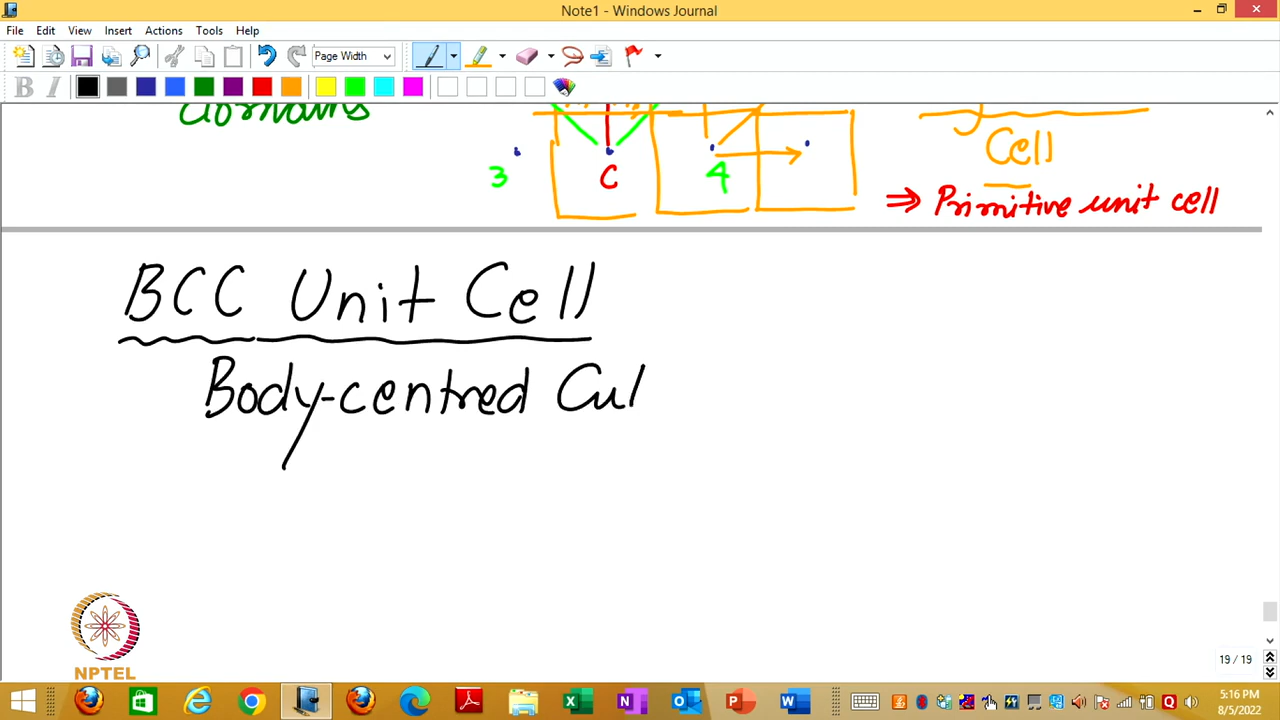 Note1 - Windows Journal
File Edit View Insert Actions Tools Help
Page Width
B I
domains
3 C 4
Cell
⇒ Primitive unit cell
BCC Unit Cell
Body-centred Cul
19 / 19
NPTEL
5:16 PM
8/5/2022